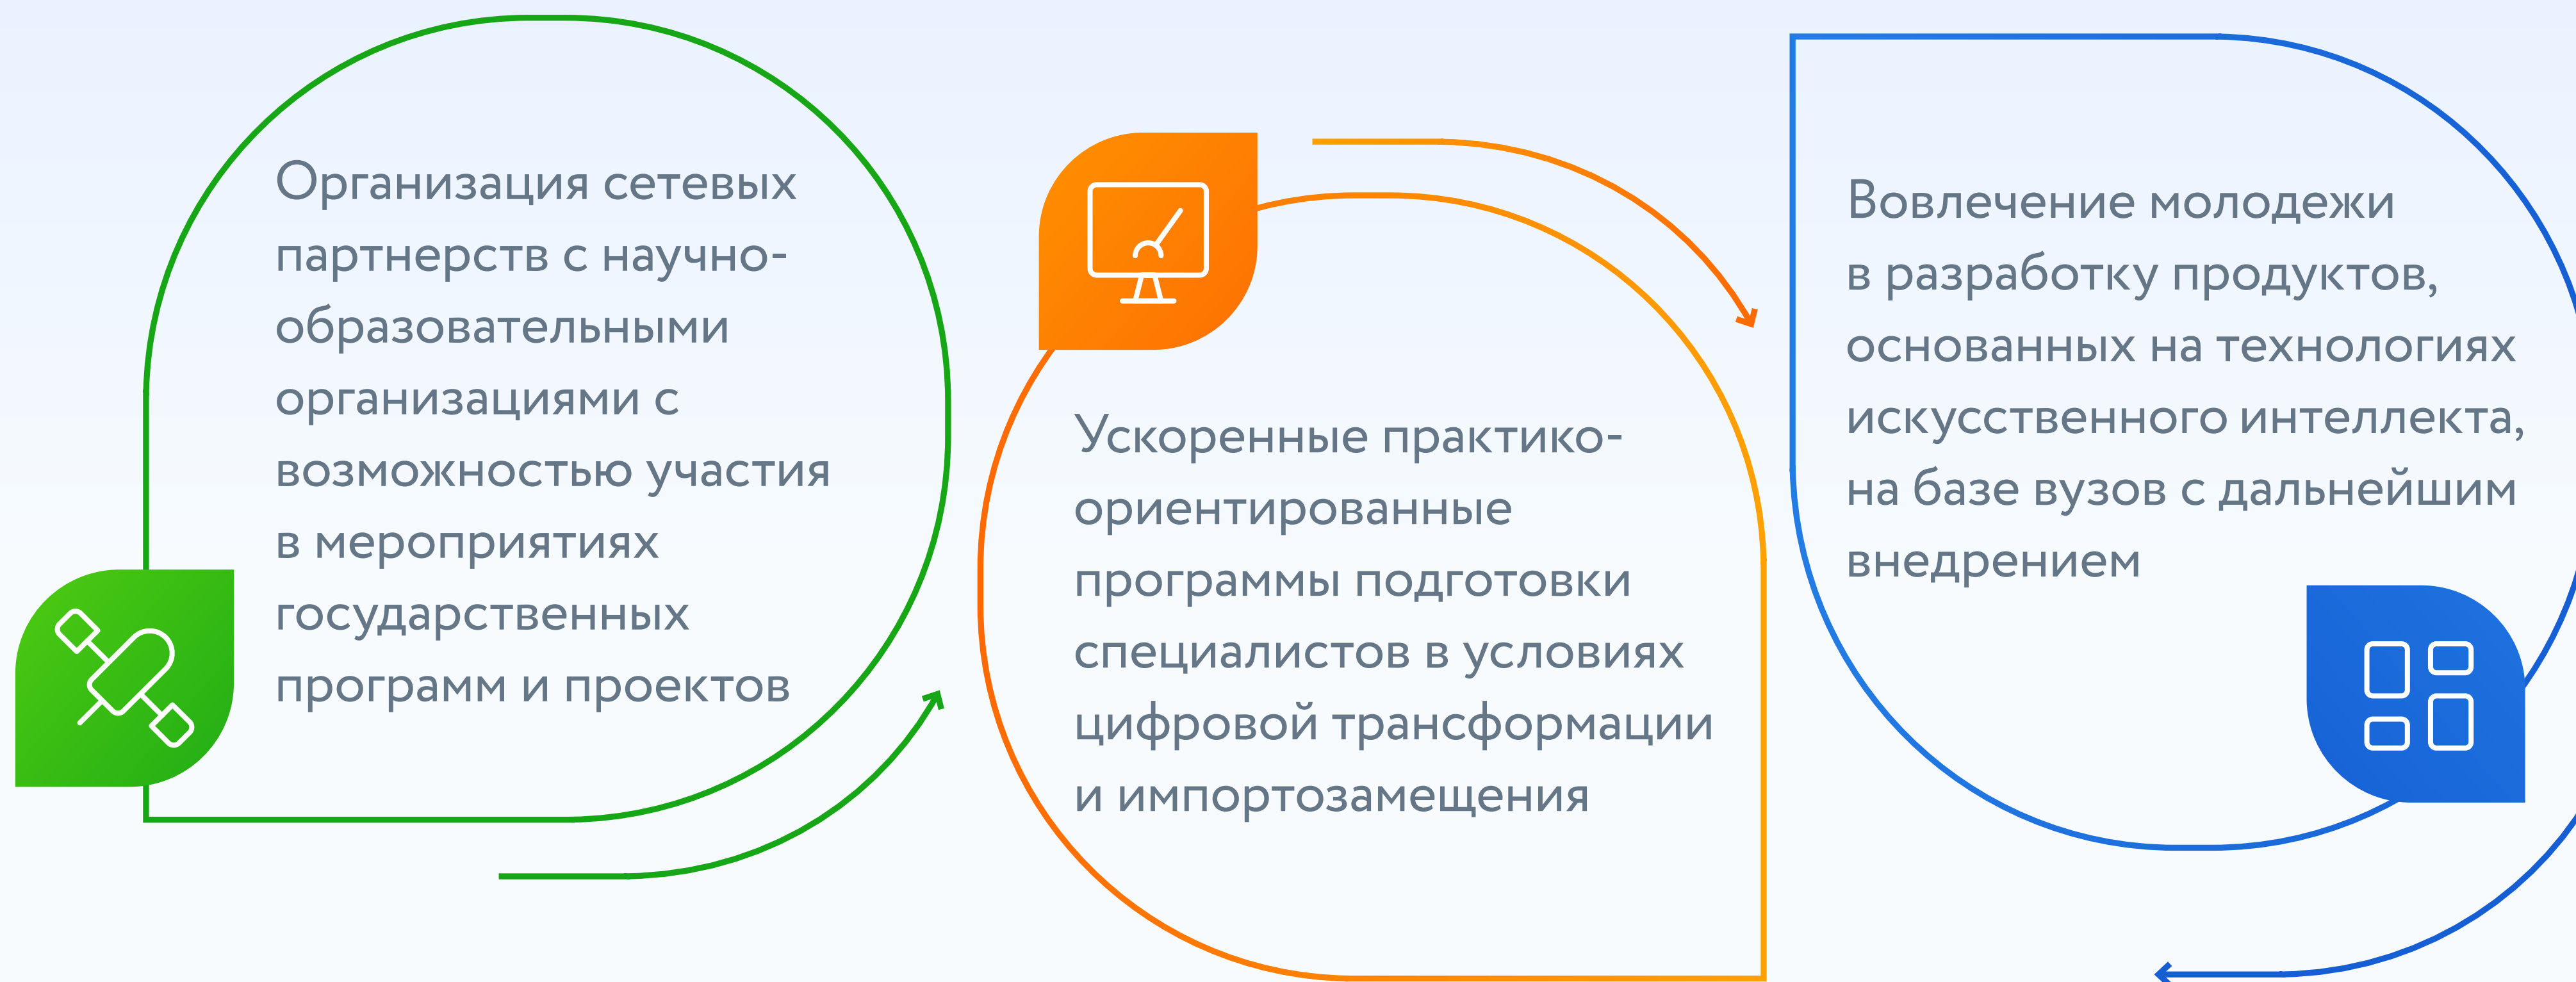 Организация сетевых
партнерств с научно-
образовательными
организациями с
возможностью участия
в мероприятиях
государственных
программ и проектов
Ускоренные практико-
ориентированные
программы подготовки
специалистов в условиях
цифровой трансформации
и импортозамещения
Вовлечение молодежи
в разработку продуктов,
основанных на технологиях
искусственного интеллекта,
на базе вузов с дальнейшим
внедрением